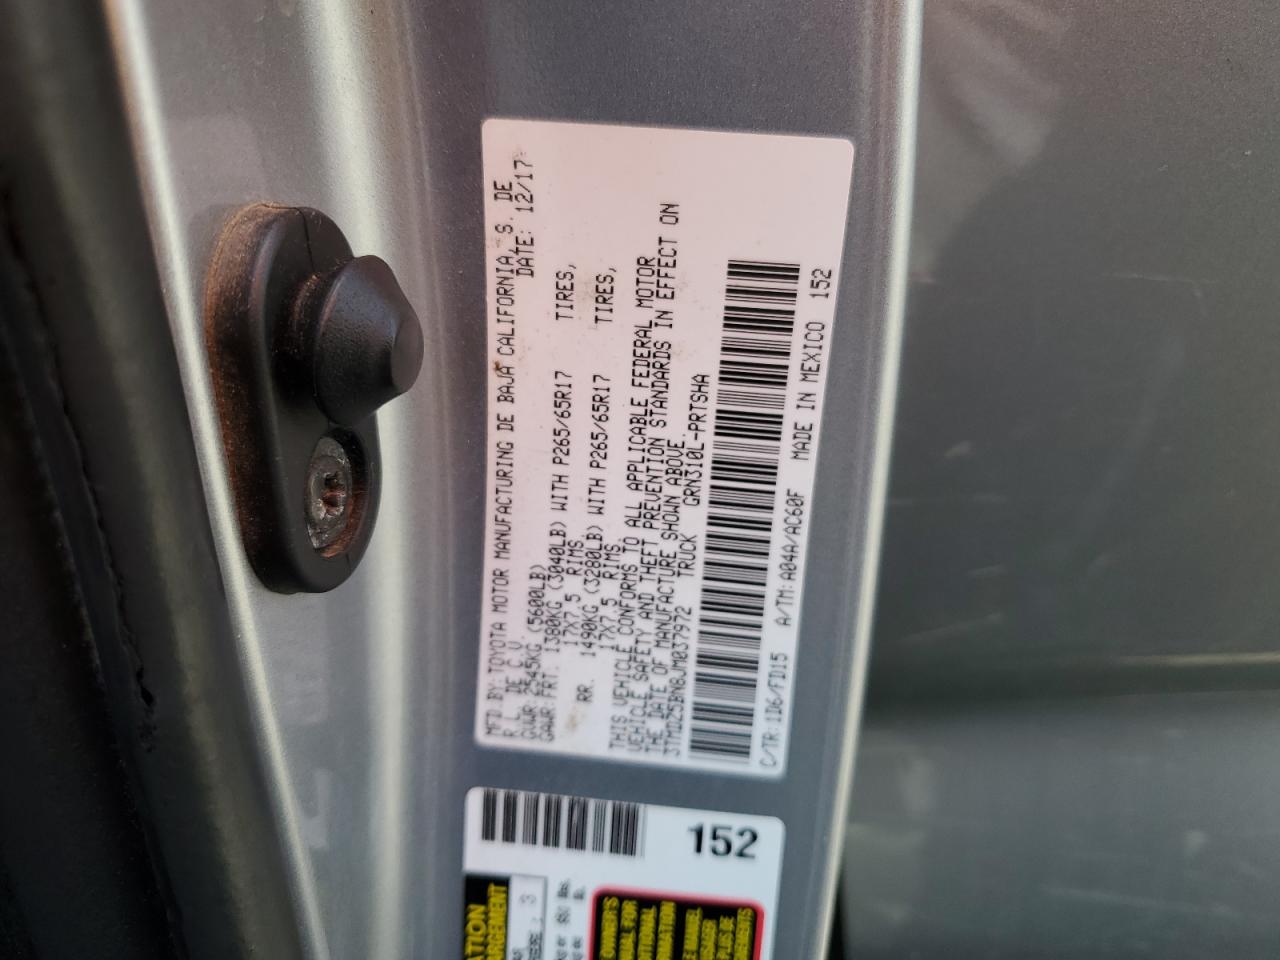 MFD BY: TOYOTA MOTOR MANUFACTURING DE BAJA CALIFORNIA, S. DE
R.L. DE C.V. DATE: 12/17
GVWR: 2545KG (5600LB)
GAWR: FRT. 1380KG (3040LB) WITH P265/65R17 TIRES,
17X7.5 RIMS.
RR. 1490KG (3280LB) WITH P265/65R17 TIRES,
17X7.5 RIMS.
THIS VEHICLE CONFORMS TO ALL APPLICABLE FEDERAL MOTOR
VEHICLE SAFETY AND THEFT PREVENTION STANDARDS IN EFFECT ON
THE DATE OF MANUFACTURE SHOWN ABOVE.
3TMDZ5BN8JM037972 TRUCK GRN310L-PRTSHA
C/TR: 1D6/FD15 A/TM: A04A/AC60F MADE IN MEXICO 152
152